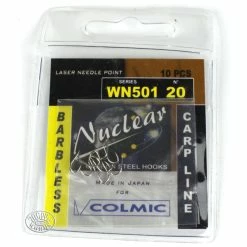 LASER NEEDLE POINT
10 PCS
SERIES
N°
WN501 20
BARBLESS
Nuclear
STEEL HOOKS
MADE IN JAPAN
FOR
COLMIC
CARP LINE